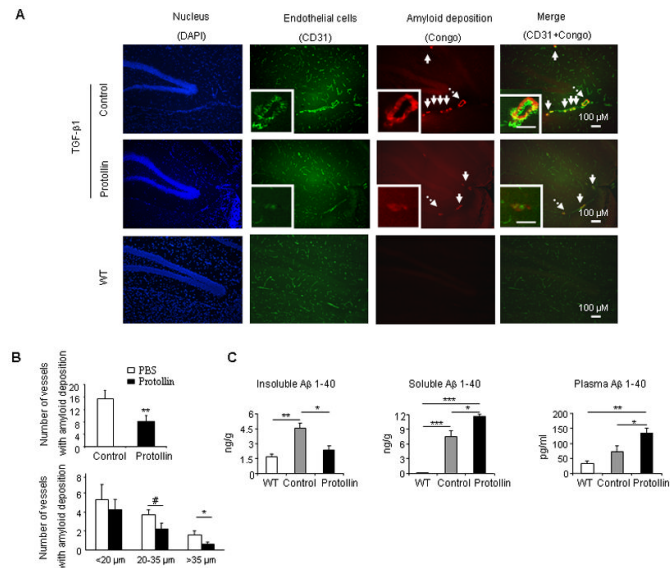 A
Nucleus
(DAPI)
Endothelial cells
(CD31)
Amyloid deposition
(Congo)
Merge
(CD31+Congo)
TGF-β1
Control
100 µM
Protollin
100 µM
WT
100 µM
B
Number of vessels
with amyloid deposition
20
16
12
8
4
0
PBS
Protollin
**
Control
Protollin
Number of vessels
with amyloid deposition
8
6
4
2
0
#
*
<20 µm
20-35 µm
>35 µm
C
Insoluble Aβ 1-40
ng/g
6
4.5
3
1.5
0
**
*
WT
Control
Protollin
Soluble Aβ 1-40
ng/g
12
9
6
3
0
***
***
*
WT
Control
Protollin
Plasma Aβ 1-40
pg/ml
200
150
100
50
0
**
*
WT
Control
Protollin